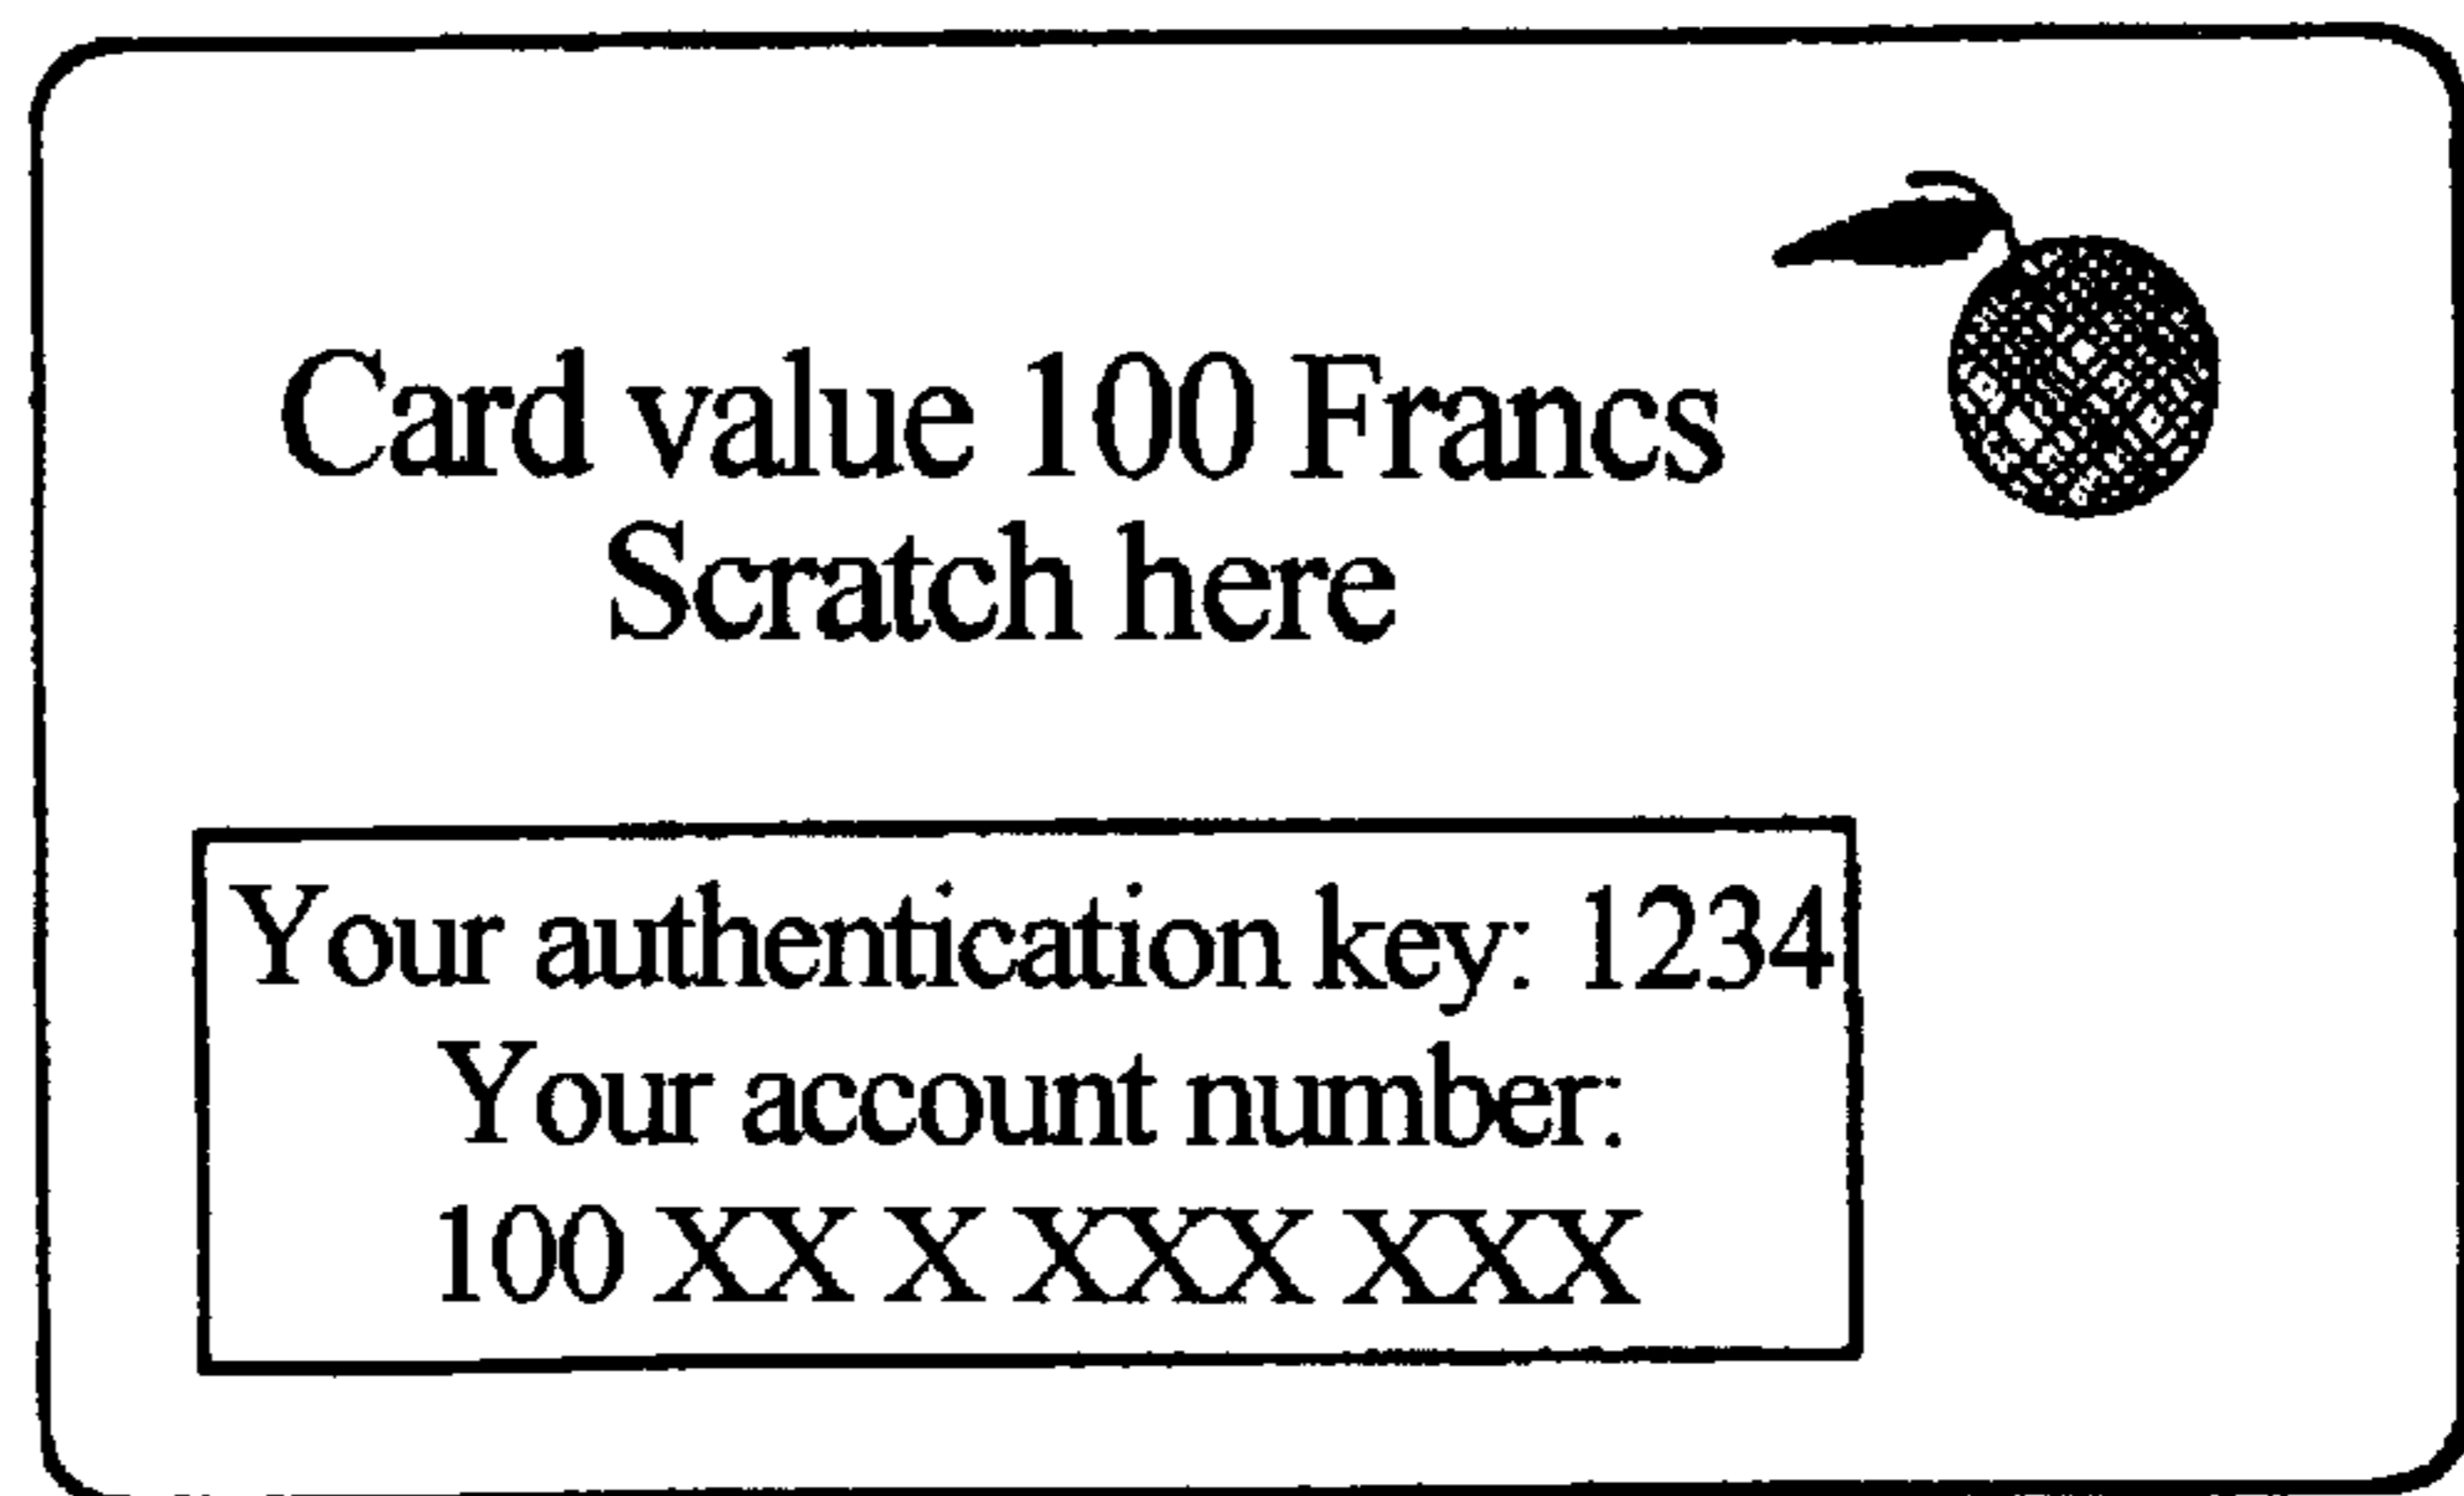 Card value 100 Francs
Scratch here
Your authentication key: 1234
Your account number:
100 XX X XXX XXX